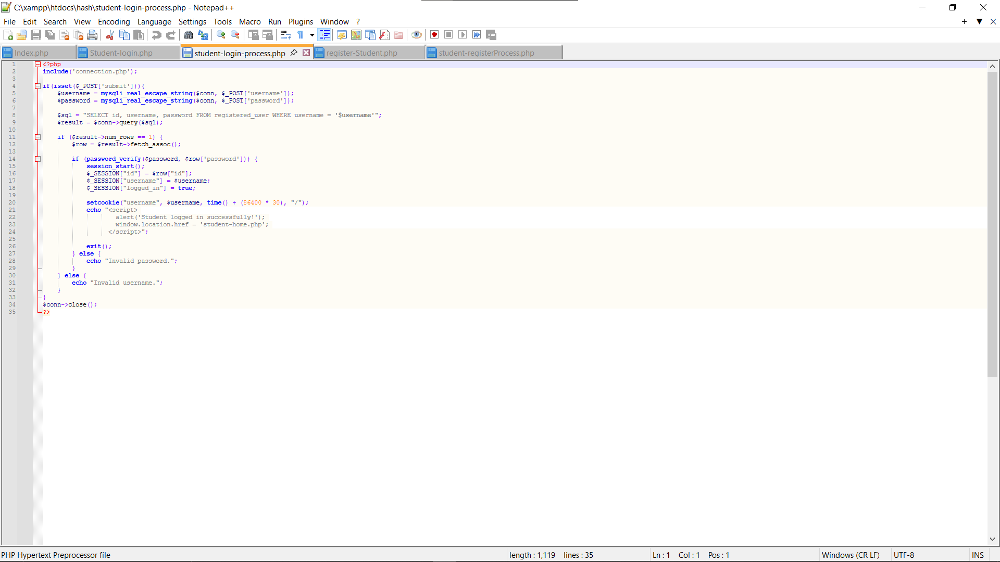 C:\xampp\htdocs\hash\student-login-process.php - Notepad++
File Edit Search View Encoding Language Settings Tools Macro Run Plugins Window ?
Index.php Student-login.php student-login-process.php register-Student.php student-registerProcess.php
1 <?php
2 include('connection.php');
3
4 if(isset($_POST['submit'])){
5 $username = mysqli_real_escape_string($conn, $_POST['username']);
6 $password = mysqli_real_escape_string($conn, $_POST['password']);
7
8 $sql = "SELECT id, username, password FROM registered_user WHERE username = '$username'";
9 $result = $conn->query($sql);
10
11 if ($result->num_rows == 1) {
12 $row = $result->fetch_assoc();
13
14 if (password_verify($password, $row['password'])) {
15 session_start();
16 $_SESSION["id"] = $row["id"];
17 $_SESSION["username"] = $username;
18 $_SESSION["logged_in"] = true;
19
20 setcookie("username", $username, time() + (86400 * 30), "/");
21 echo "<script>
22 alert('Student logged in successfully!');
23 window.location.href = 'student-home.php';
24 </script>";
25
26 exit();
27 } else {
28 echo "Invalid password.";
29 }
30 } else {
31 echo "Invalid username.";
32 }
33 }
34 $conn->close();
35 ?>
PHP Hypertext Preprocessor file length : 1,119 lines : 35 Ln : 1 Col : 1 Pos : 1 Windows (CR LF) UTF-8 INS